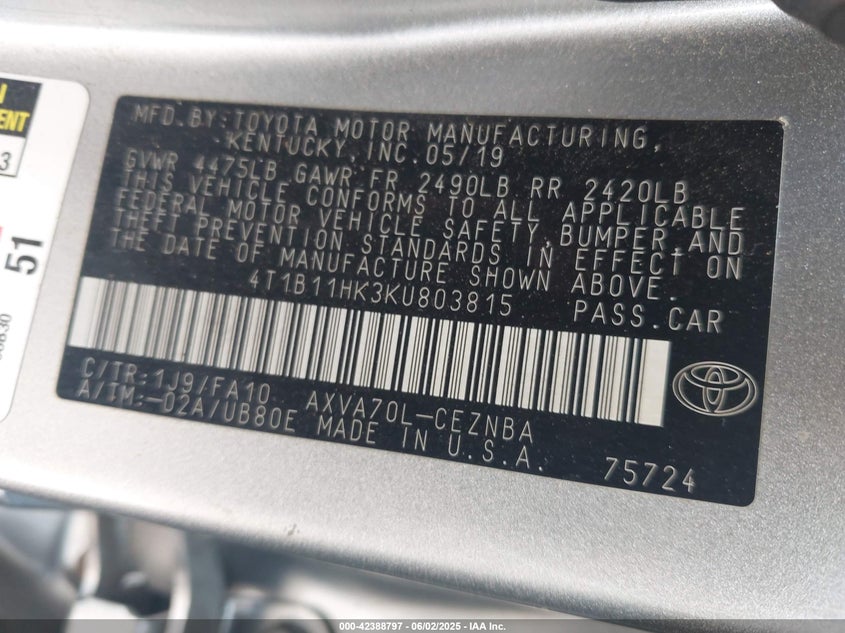 MFD.BY:TOYOTA MOTOR MANUFACTURING,
KENTUCKY,INC.05/19
GVWR 4475LB GAWR FR 2490LB RR 2420LB
THIS VEHICLE CONFORMS TO ALL APPLICABLE
FEDERAL MOTOR VEHICLE SAFETY,BUMPER,AND
THEFT PREVENTION STANDARDS IN EFFECT ON
THE DATE OF MANUFACTURE SHOWN ABOVE.
4T1B11HK3KU803815 PASS.CAR
C/TR:1J9/FA10 AXVA70L-CEZNBA
A/TM:-02A/UB80E MADE IN U.S.A. 75724
3
51
000-42388797 - 06/02/2025 - IAA Inc.